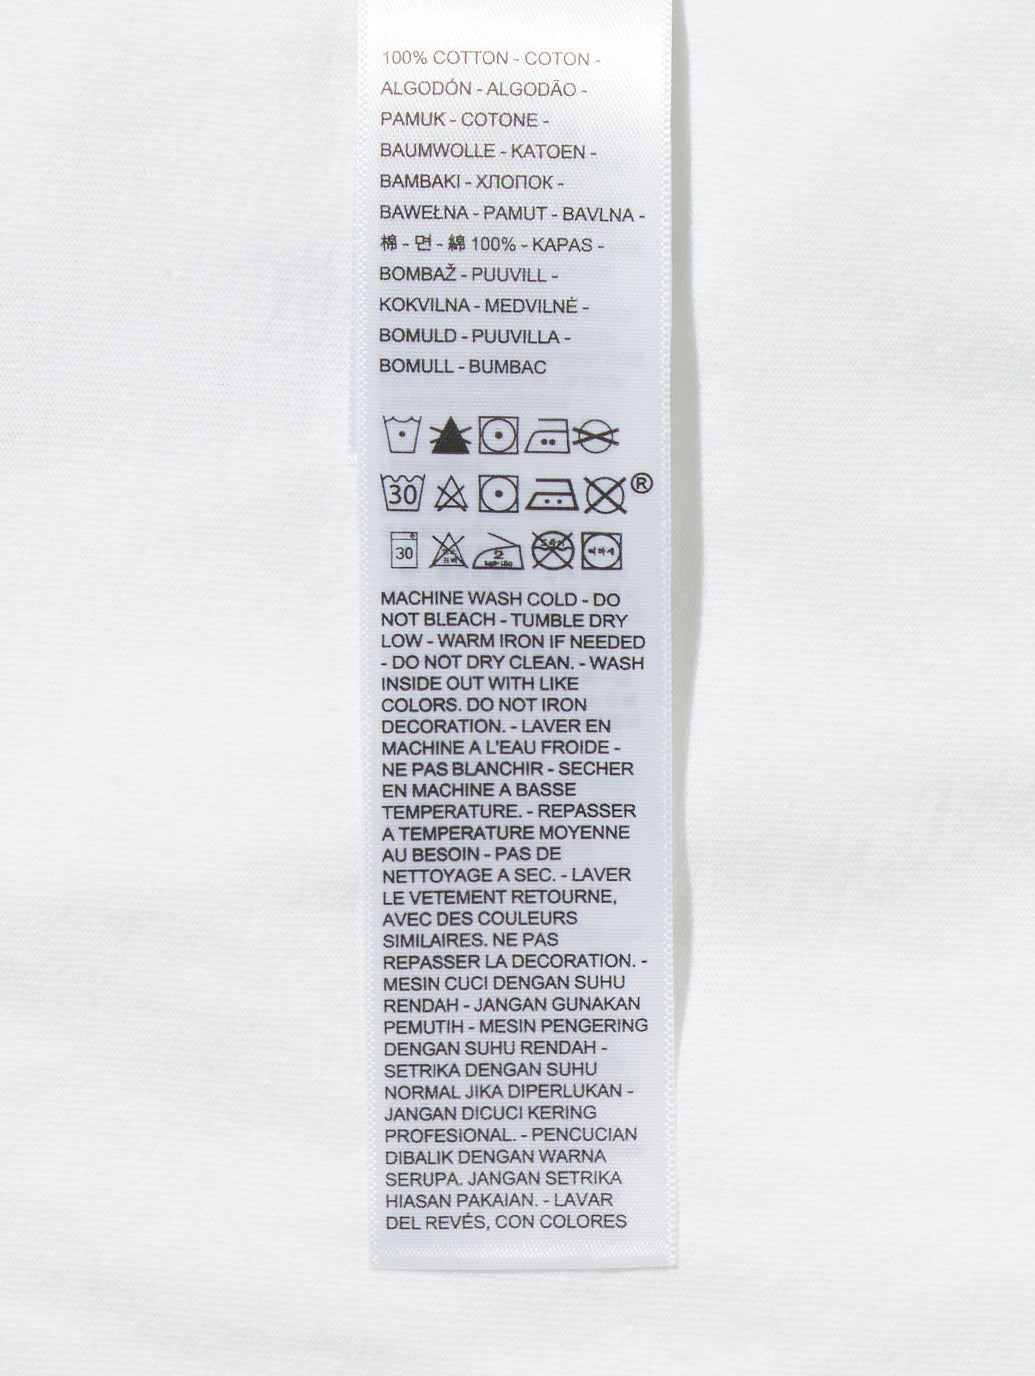 100% COTTON - COTON -
ALGODÓN - ALGODÃO -
PAMUK - COTONE -
BAUMWOLLE - KATOEN -
BAMBAKI - ХЛОПОК -
BAWEŁNA - PAMUT - BAVLNA -
棉 - 면 - 綿 100% - KAPAS -
BOMBAŽ - PUUVILL -
KOKVILNA - MEDVILNĖ -
BOMULD - PUUVILLA -
BOMULL - BUMBAC
30 ®
30 2
MACHINE WASH COLD - DO
NOT BLEACH - TUMBLE DRY
LOW - WARM IRON IF NEEDED
- DO NOT DRY CLEAN. - WASH
INSIDE OUT WITH LIKE
COLORS. DO NOT IRON
DECORATION. - LAVER EN
MACHINE A L'EAU FROIDE -
NE PAS BLANCHIR - SECHER
EN MACHINE A BASSE
TEMPERATURE. - REPASSER
A TEMPERATURE MOYENNE
AU BESOIN - PAS DE
NETTOYAGE A SEC. - LAVER
LE VETEMENT RETOURNE,
AVEC DES COULEURS
SIMILAIRES. NE PAS
REPASSER LA DECORATION. -
MESIN CUCI DENGAN SUHU
RENDAH - JANGAN GUNAKAN
PEMUTIH - MESIN PENGERING
DENGAN SUHU RENDAH -
SETRIKA DENGAN SUHU
NORMAL JIKA DIPERLUKAN -
JANGAN DICUCI KERING
PROFESIONAL. - PENCUCIAN
DIBALIK DENGAN WARNA
SERUPA. JANGAN SETRIKA
HIASAN PAKAIAN. - LAVAR
DEL REVÉS, CON COLORES